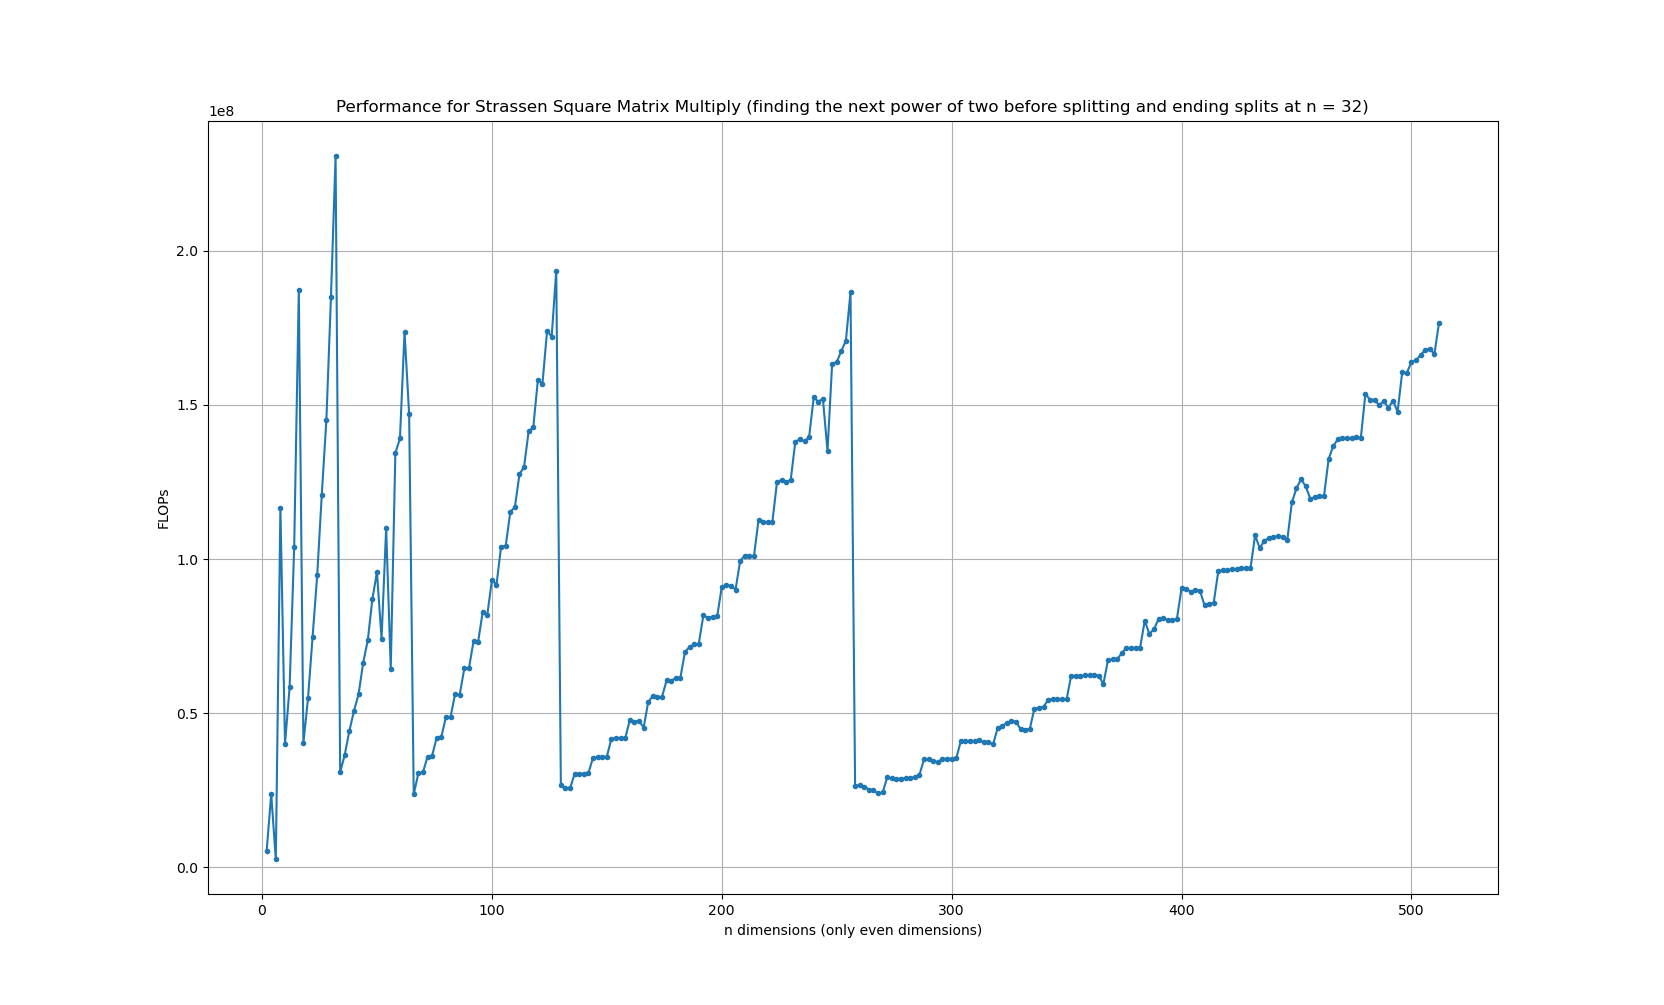 Performance for Strassen Square Matrix Multiply (finding the next power of two before splitting and ending splits at n = 32)
1e8
2.0
1.5
1.0
0.5
0.0
FLOPs
0 100 200 300 400 500
n dimensions (only even dimensions)